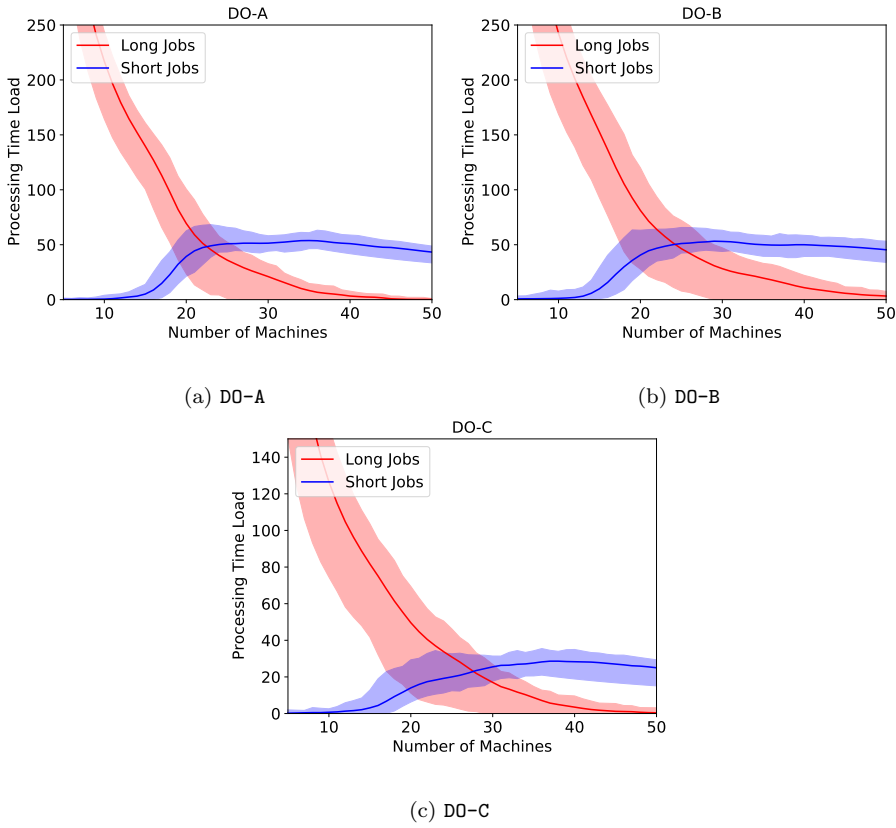 DO-A
250
200
150
100
50
0
Processing Time Load
Long Jobs
Short Jobs
10 20 30 40 50
Number of Machines
(a) DO-A
DO-B
250
200
150
100
50
0
Processing Time Load
Long Jobs
Short Jobs
10 20 30 40 50
Number of Machines
(b) DO-B
DO-C
140
120
100
80
60
40
20
0
Processing Time Load
Long Jobs
Short Jobs
10 20 30 40 50
Number of Machines
(c) DO-C